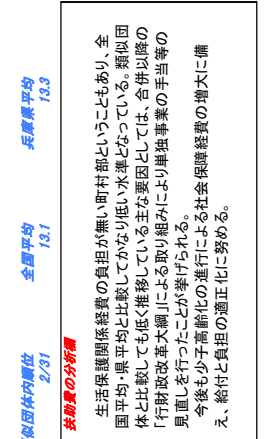 類似団体内順位 全国平均 兵庫県平均
2/31 13.1 13.3
扶助費の分析欄
生活保護関係経費の負担が無い町村部ということもあり、全
国平均・県平均と比較してかなり低い水準となっている。類似団
体と比較しても低く推移している主な要因としては、合併以降の
「行財政改革大綱」による取り組みにより単独事業の手当等の
見直しを行ったことが挙げられる。
今後も少子高齢化の進行による社会保障経費の増大に備
え、給付と負担の適正化に努める。